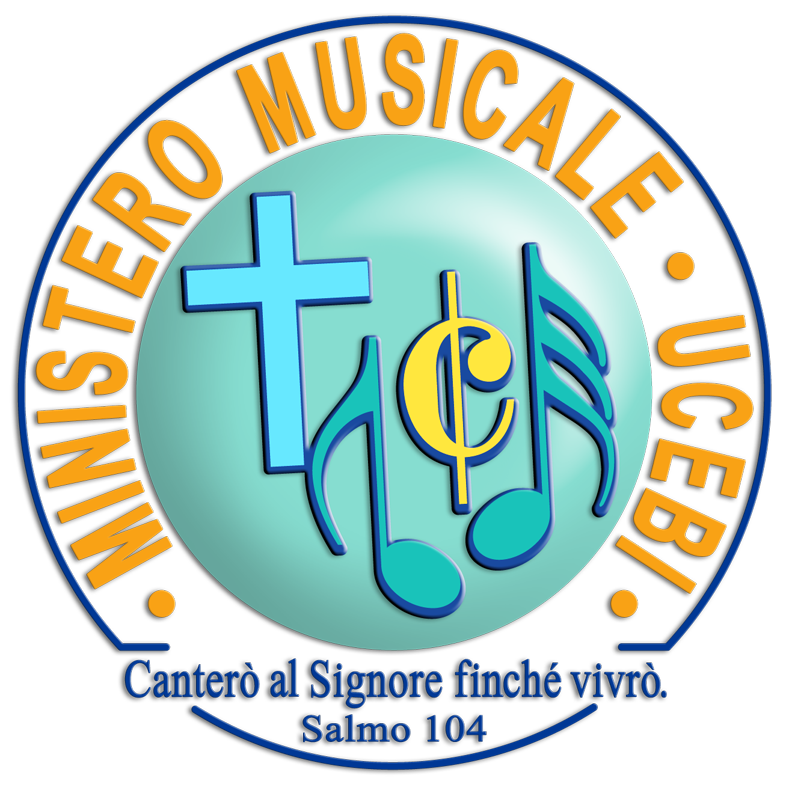 • MINISTERO MUSICALE • UCEBI •
Canterò al Signore finché vivrò.
Salmo 104